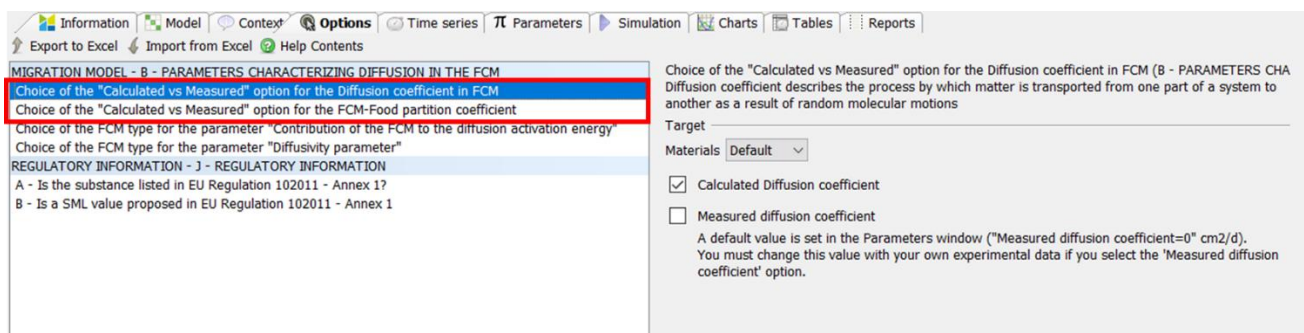 Information Model Context Options Time series π Parameters Simulation Charts Tables Reports
Export to Excel Import from Excel Help Contents
MIGRATION MODEL - B - PARAMETERS CHARACTERIZING DIFFUSION IN THE FCM
Choice of the "Calculated vs Measured" option for the Diffusion coefficient in FCM
Choice of the "Calculated vs Measured" option for the FCM-Food partition coefficient
Choice of the FCM type for the parameter "Contribution of the FCM to the diffusion activation energy"
Choice of the FCM type for the parameter "Diffusivity parameter"
REGULATORY INFORMATION - J - REGULATORY INFORMATION
A - Is the substance listed in EU Regulation 102011 - Annex 1?
B - Is a SML value proposed in EU Regulation 102011 - Annex 1
Choice of the "Calculated vs Measured" option for the Diffusion coefficient in FCM (B - PARAMETERS CHA
Diffusion coefficient describes the process by which matter is transported from one part of a system to
another as a result of random molecular motions
Target
Materials Default
Calculated Diffusion coefficient
Measured diffusion coefficient
A default value is set in the Parameters window ("Measured diffusion coefficient=0" cm2/d).
You must change this value with your own experimental data if you select the 'Measured diffusion
coefficient' option.